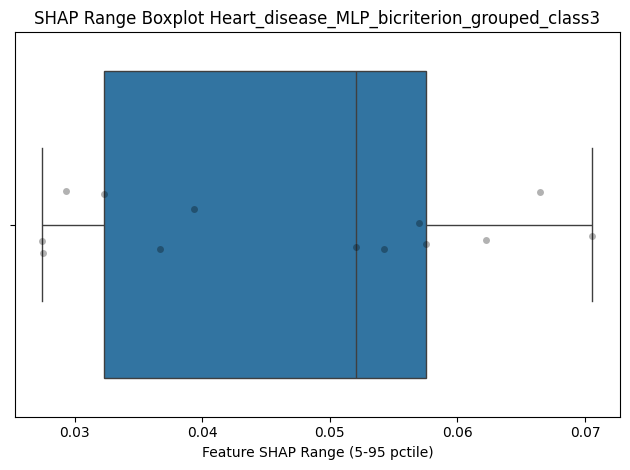 SHAP Range Boxplot Heart_disease_MLP_bicriterion_grouped_class3
0.03 0.04 0.05 0.06 0.07
Feature SHAP Range (5-95 pctile)